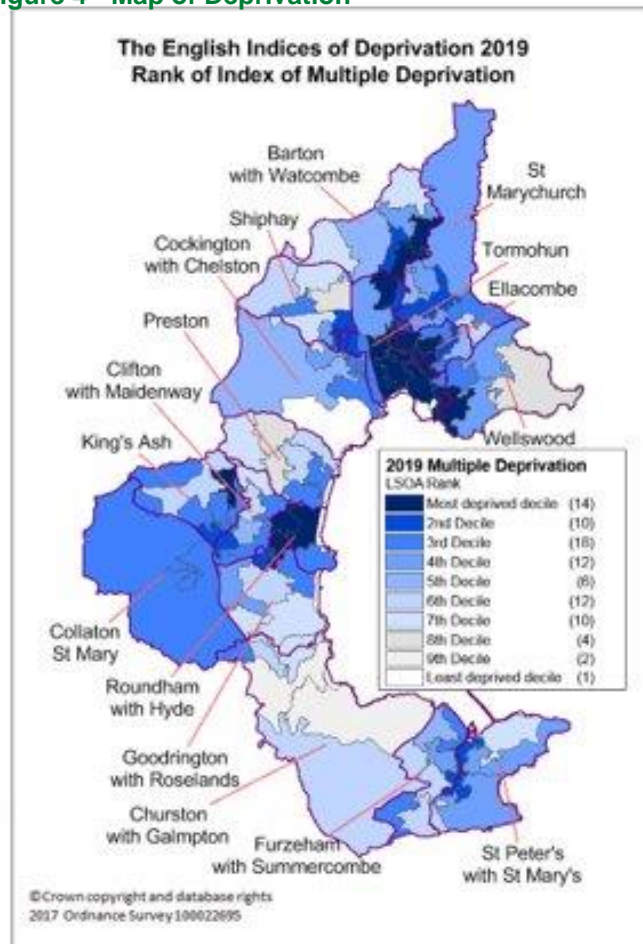 Figure 4 - Map of Deprivation
The English Indices of Deprivation 2019
Rank of Index of Multiple Deprivation
Barton
with Watcombe
St
Marychurch
Shiphay
Cockington
with Chelston
Tormohun
Ellacombe
Preston
Clifton
with Maidenway
King's Ash
Wellswood
2019 Multiple Deprivation
LSOA Rank
Most deprived decile (14)
2nd Decile (10)
3rd Decile (18)
4th Decile (12)
5th Decile (6)
6th Decile (12)
7th Decile (10)
8th Decile (4)
9th Decile (2)
Least deprived decile (1)
Collaton
St Mary
Roundham
with Hyde
Goodrington
with Roselands
Churston
with Galmpton
Furzeham
with Summercombe
St Peter's
with St Mary's
©Crown copyright and database rights
2017 Ordnance Survey 100022695